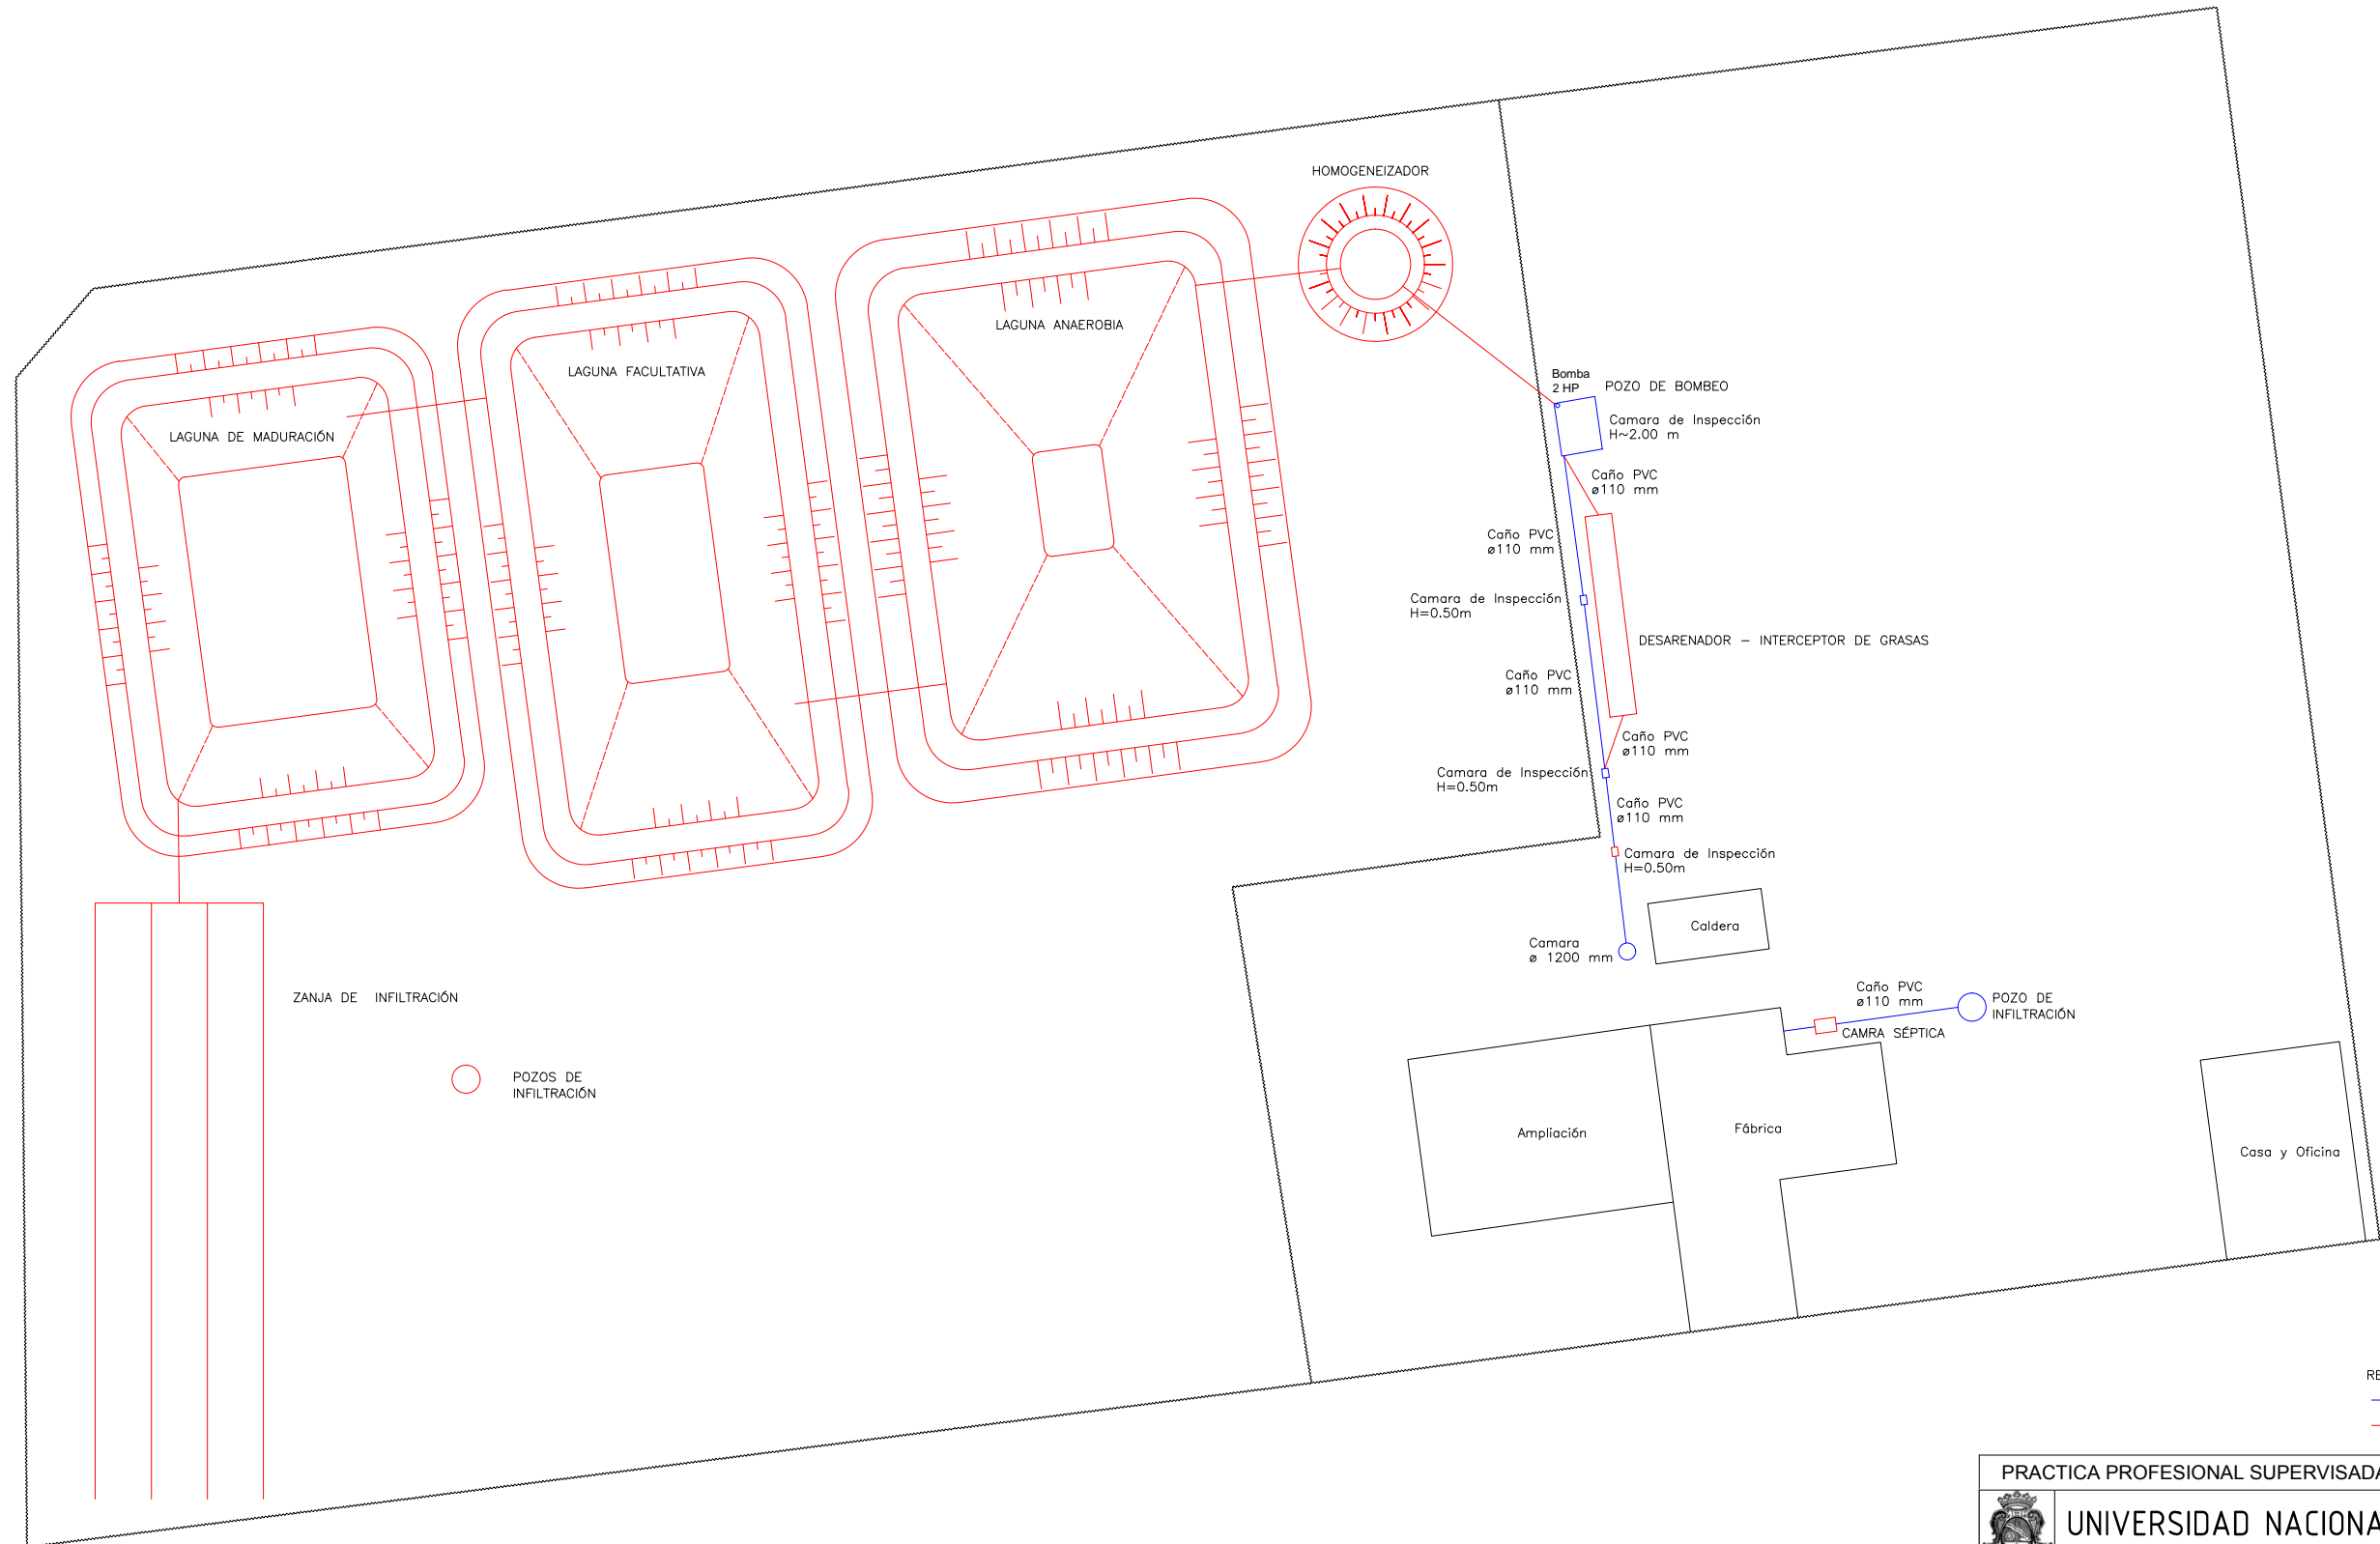 HOMOGENEIZADOR
LAGUNA ANAEROBIA
LAGUNA FACULTATIVA
LAGUNA DE MADURACIÓN
Bomba
2 HP
POZO DE BOMBEO
Camara de Inspección
H~2.00 m
Caño PVC
ø110 mm
Caño PVC
ø110 mm
Camara de Inspección
H=0.50m
DESARENADOR – INTERCEPTOR DE GRASAS
Caño PVC
ø110 mm
Caño PVC
ø110 mm
Camara de Inspección
H=0.50m
Caño PVC
ø110 mm
Camara de Inspección
H=0.50m
Caldera
Camara
ø 1200 mm
Caño PVC
ø110 mm
POZO DE
INFILTRACIÓN
CAMRA SÉPTICA
ZANJA DE INFILTRACIÓN
POZOS DE
INFILTRACIÓN
Ampliación
Fábrica
Casa y Oficina
RE
PRACTICA PROFESIONAL SUPERVISADA
UNIVERSIDAD NACIONA